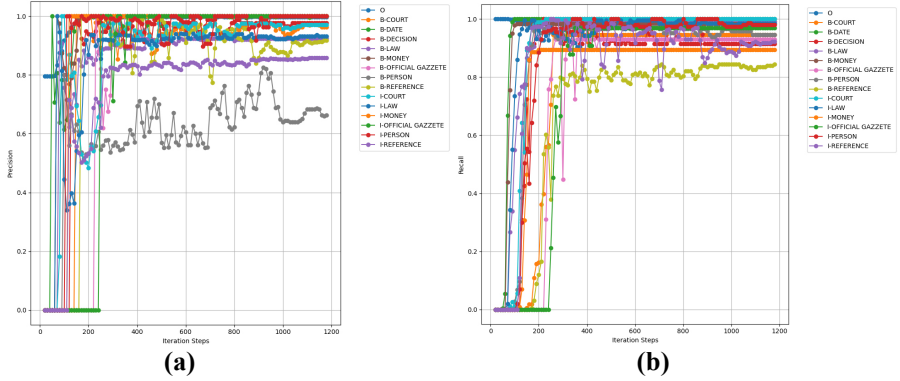 1.0
0.8
0.6
0.4
0.2
0.0
Precision
0 200 400 600 800 1000 1200
Iteration Steps
O
B-COURT
B-DATE
B-DECISION
B-LAW
B-MONEY
B-OFFICIAL GAZZETE
B-PERSON
B-REFERENCE
I-COURT
I-LAW
I-MONEY
I-OFFICIAL GAZETE
I-PERSON
I-REFERENCE
(a)
1.0
0.8
0.6
0.4
0.2
0.0
Recall
0 200 400 600 800 1000 1200
Iteration Steps
O
B-COURT
B-DATE
B-DECISION
B-LAW
B-MONEY
B-OFFICIAL GAZZETE
B-PERSON
B-REFERENCE
I-COURT
I-LAW
I-MONEY
I-OFFICIAL GAZETE
I-PERSON
I-REFERENCE
(b)